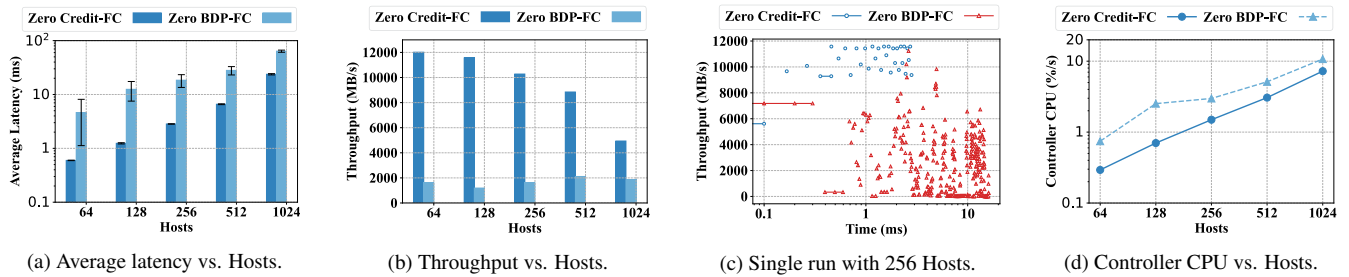 Zero Credit-FC Zero BDP-FC
10²
10
1
0.1
Average Latency (ms)
64 128 256 512 1024
Hosts
(a) Average latency vs. Hosts.
Zero Credit-FC Zero BDP-FC
12000
10000
8000
6000
4000
2000
0
Throughput (MB/s)
64 128 256 512 1024
Hosts
(b) Throughput vs. Hosts.
Zero Credit-FC Zero BDP-FC
12000
10000
8000
6000
4000
2000
0
Throughput (MB/s)
0.1 1 10
Time (ms)
(c) Single run with 256 Hosts.
Zero Credit-FC Zero BDP-FC
20
10
1
0.1
Controller CPU (%/s)
64 128 256 512 1024
Hosts
(d) Controller CPU vs. Hosts.